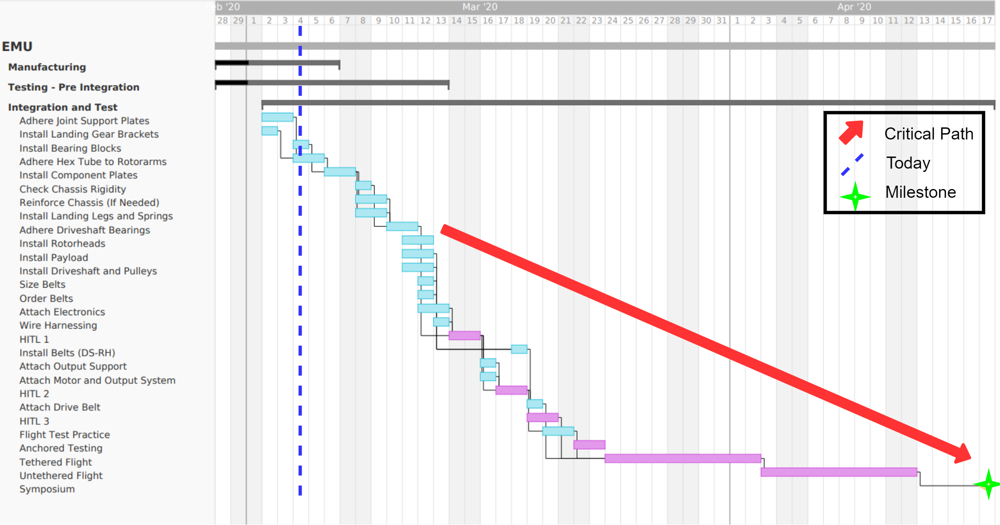 Feb '20 Mar '20 Apr '20
28 29 1 2 3 4 5 6 7 8 9 10 11 12 13 14 15 16 17 18 19 20 21 22 23 24 25 26 27 28 29 30 31 1 2 3 4 5 6 7 8 9 10 11 12 13 14 15 16 17
EMU
Manufacturing
Testing - Pre Integration
Integration and Test
Adhere Joint Support Plates
Install Landing Gear Brackets
Install Bearing Blocks
Adhere Hex Tube to Rotorarms
Install Component Plates
Check Chassis Rigidity
Reinforce Chassis (If Needed)
Install Landing Legs and Springs
Adhere Driveshaft Bearings
Install Rotorheads
Install Payload
Install Driveshaft and Pulleys
Size Belts
Order Belts
Attach Electronics
Wire Harnessing
HITL 1
Install Belts (DS-RH)
Attach Output Support
Attach Motor and Output System
HITL 2
Attach Drive Belt
HITL 3
Flight Test Practice
Anchored Testing
Tethered Flight
Untethered Flight
Symposium
Critical Path
Today
Milestone